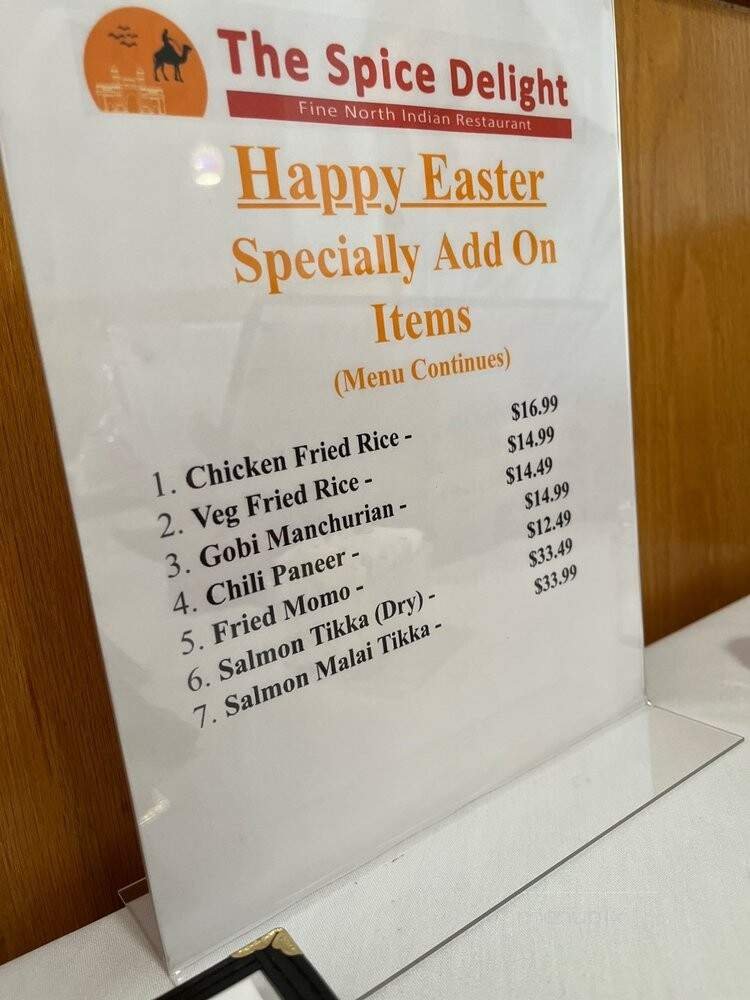 The Spice Delight
Fine North Indian Restaurant
Happy Easter
Specially Add On
Items
(Menu Continues)
1. Chicken Fried Rice - $16.99
2. Veg Fried Rice - $14.99
3. Gobi Manchurian - $14.49
4. Chili Paneer - $14.99
5. Fried Momo - $12.49
6. Salmon Tikka (Dry) - $33.49
7. Salmon Malai Tikka - $33.99